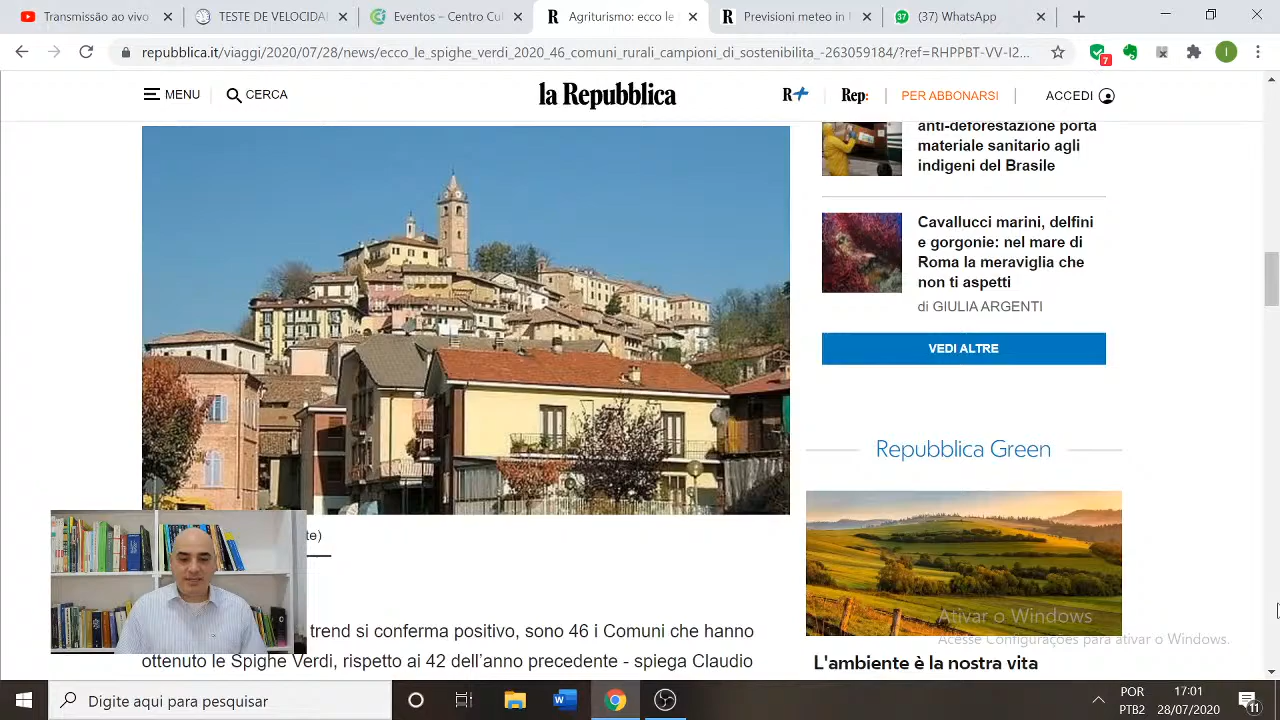 Transmissão ao vivo
TESTE DE VELOCIDA
Eventos – Centro Cul
Agriturismo: ecco le
Previsioni meteo in I
(37) WhatsApp
repubblica.it/viaggi/2020/07/28/news/ecco_le_spighe_verdi_2020_46_comuni_rurali_campioni_di_sostenibilita_-263059184/?ref=RHPPBT-VV-I2...
7
I
MENU
CERCA
la Repubblica
R+
Rep:
PER ABBONARSI
ACCEDI
anti-deforestazione porta
materiale sanitario agli
indigeni del Brasile
Cavallucci marini, delfini
e gorgonie: nel mare di
Roma la meraviglia che
non ti aspetti
di GIULIA ARGENTI
VEDI ALTRE
Repubblica Green
te)
trend si conferma positivo, sono 46 i Comuni che hanno
ottenuto le Spighe Verdi, rispetto ai 42 dell'anno precedente - spiega Claudio
Ativar o Windows
Acesse Configurações para ativar o Windows.
L'ambiente è la nostra vita
Digite aqui para pesquisar
POR
PTB2
17:01
28/07/2020
11